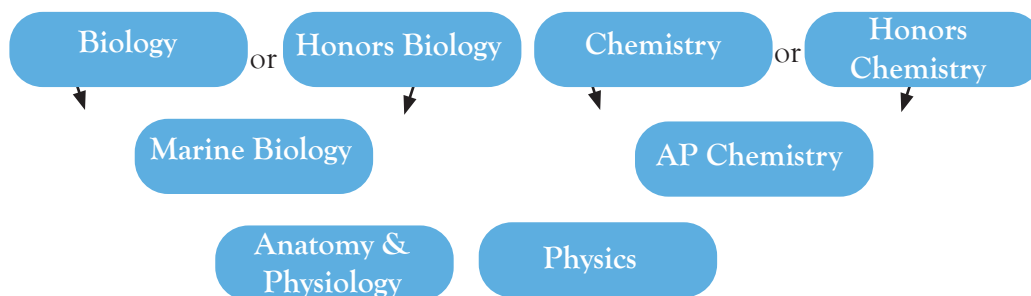 Biology
or
Honors Biology
Chemistry
or
Honors
Chemistry
Marine Biology
AP Chemistry
Anatomy &
Physiology
Physics